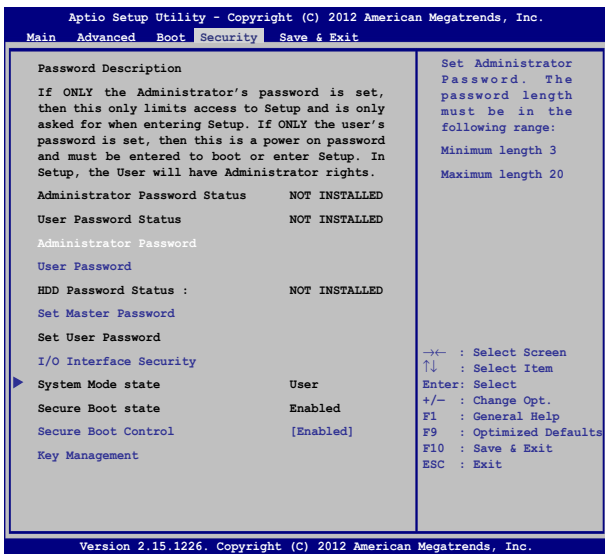 Aptio Setup Utility - Copyright (C) 2012 American Megatrends, Inc.
Main Advanced Boot Security Save & Exit
Password Description
If ONLY the Administrator's password is set,
then this only limits access to Setup and is only
asked for when entering Setup. If ONLY the user's
password is set, then this is a power on password
and must be entered to boot or enter Setup. In
Setup, the User will have Administrator rights.
Administrator Password Status NOT INSTALLED
User Password Status NOT INSTALLED
Administrator Password
User Password
HDD Password Status : NOT INSTALLED
Set Master Password
Set User Password
I/O Interface Security
System Mode state User
Secure Boot state Enabled
Secure Boot Control [Enabled]
Key Management
Set Administrator
Password. The
password length
must be in the
following range:
Minimum length 3
Maximum length 20
→← : Select Screen
↑↓ : Select Item
Enter: Select
+/— : Change Opt.
F1 : General Help
F9 : Optimized Defaults
F10 : Save & Exit
ESC : Exit
Version 2.15.1226. Copyright (C) 2012 American Megatrends, Inc.